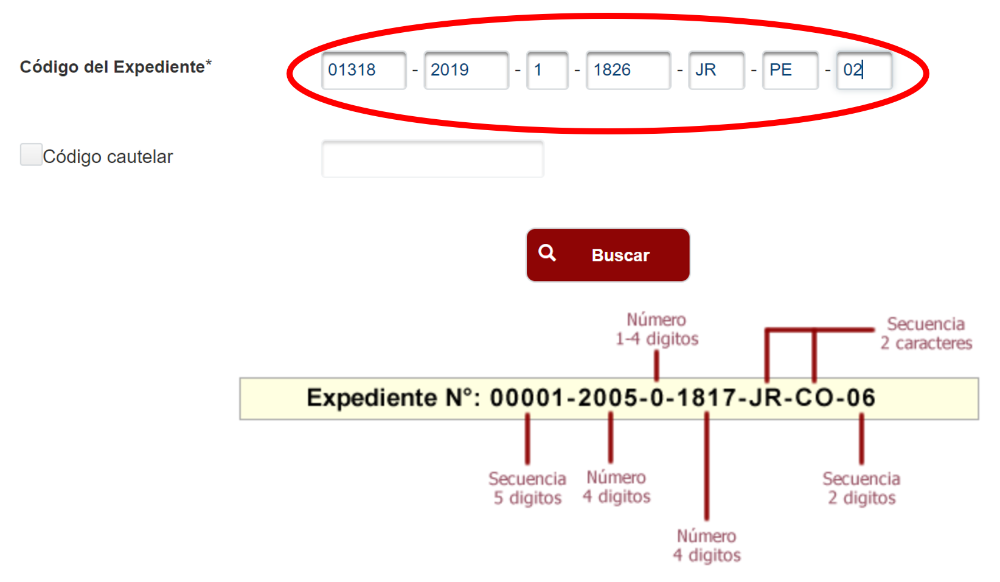 Código del Expediente* 01318 - 2019 - 1 - 1826 - JR - PE - 02
Código cautelar
Buscar
Número
1-4 digitos
Secuencia
2 caracteres
Expediente N°: 00001-2005-0-1817-JR-CO-06
Secuencia
5 digitos
Número
4 digitos
Secuencia
2 digitos
Número
4 digitos